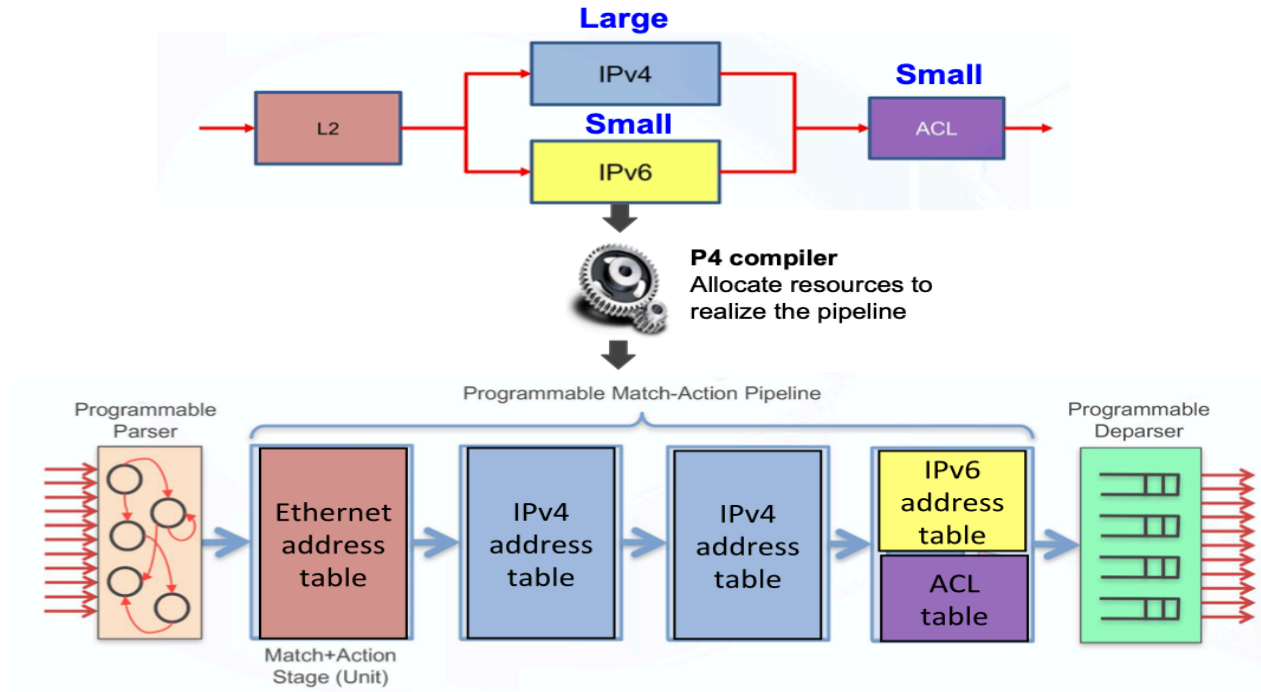 Large
IPv4
Small
L2
Small
ACL
IPv6
P4 compiler
Allocate resources to
realize the pipeline
Programmable Match-Action Pipeline
Programmable
Parser
Programmable
Deparser
Ethernet
address
table
IPv4
address
table
IPv4
address
table
IPv6
address
table
ACL
table
Match+Action
Stage (Unit)